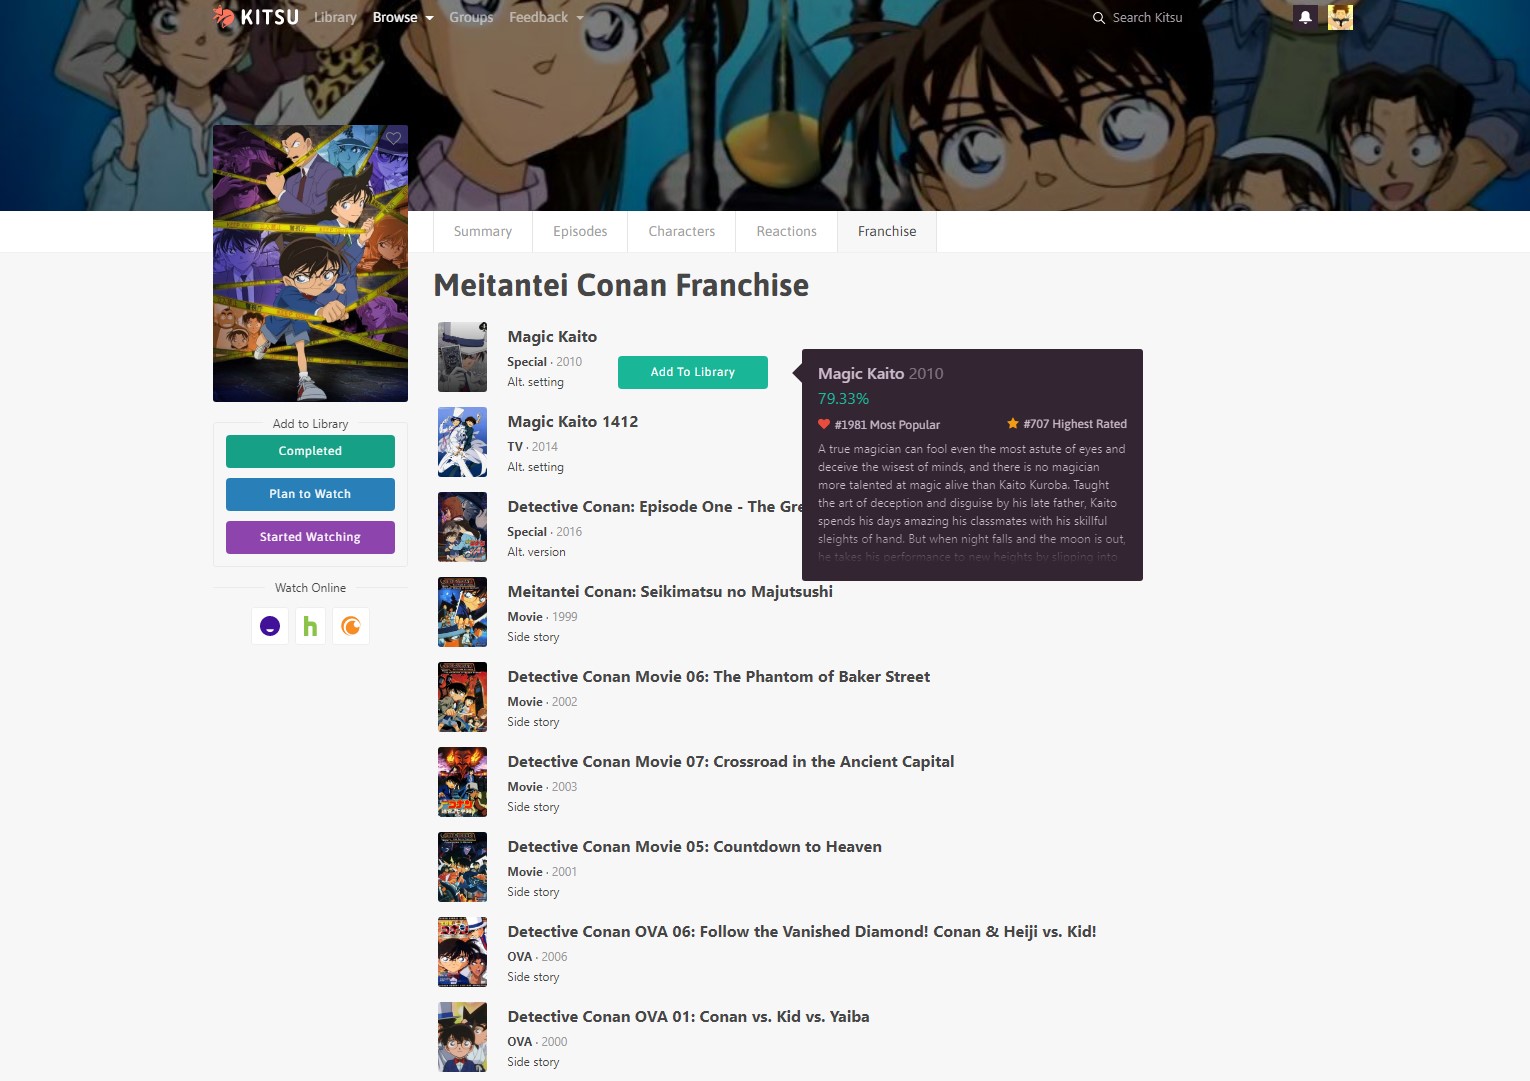 KITSU Library Browse Groups Feedback Search Kitsu
Summary Episodes Characters Reactions Franchise
Add to Library
Completed
Plan to Watch
Started Watching
Watch Online
h
Meitantei Conan Franchise
Magic Kaito
Special · 2010
Alt. setting
Add To Library
Magic Kaito 2010
79.33%
#1981 Most Popular #707 Highest Rated
A true magician can fool even the most astute of eyes and
deceive the wisest of minds, and there is no magician
more talented at magic alive than Kaito Kuroba. Taught
the art of deception and disguise by his late father, Kaito
spends his days amazing his classmates with his skillful
sleights of hand. But when night falls and the moon is out,
he takes his performance to new heights by slipping into
Magic Kaito 1412
TV · 2014
Alt. setting
Detective Conan: Episode One - The Gre
Special · 2016
Alt. version
Meitantei Conan: Seikimatsu no Majutsushi
Movie · 1999
Side story
Detective Conan Movie 06: The Phantom of Baker Street
Movie · 2002
Side story
Detective Conan Movie 07: Crossroad in the Ancient Capital
Movie · 2003
Side story
Detective Conan Movie 05: Countdown to Heaven
Movie · 2001
Side story
Detective Conan OVA 06: Follow the Vanished Diamond! Conan & Heiji vs. Kid!
OVA · 2006
Side story
Detective Conan OVA 01: Conan vs. Kid vs. Yaiba
OVA · 2000
Side story